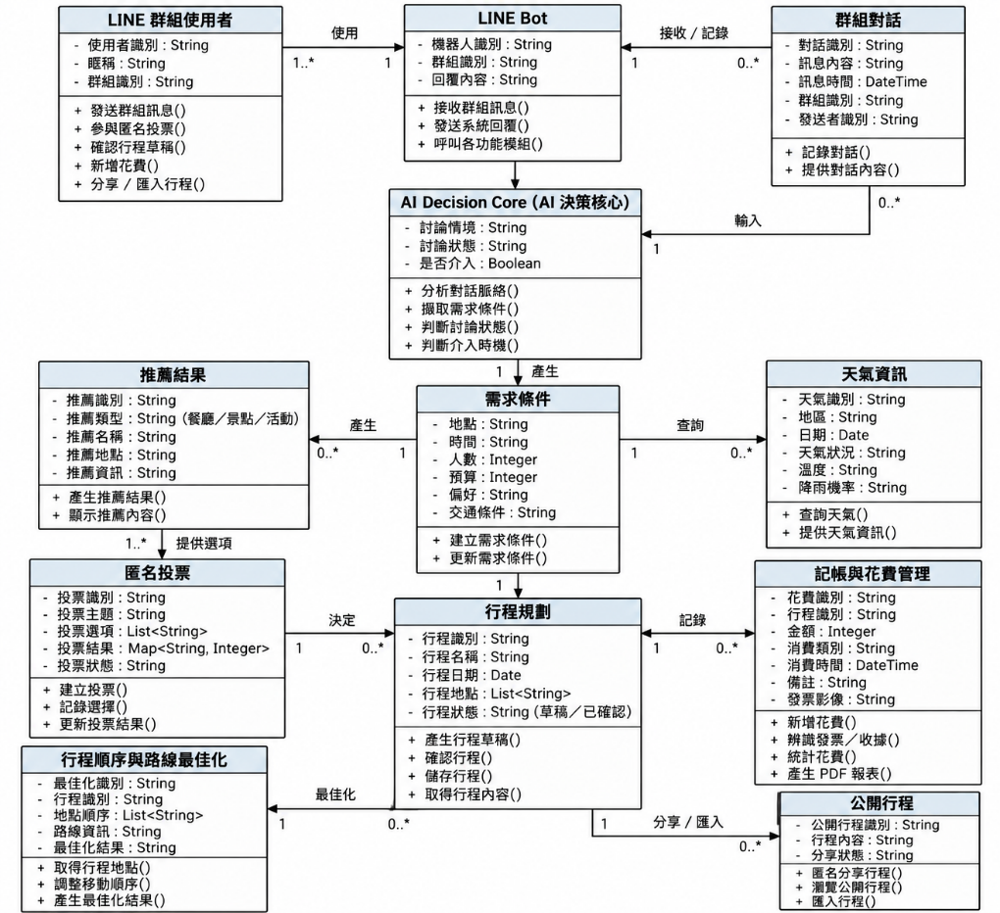 LINE 群組使用者
- 使用者識別 : String
- 暱稱 : String
- 群組識別 : String
+ 發送群組訊息()
+ 參與匿名投票()
+ 確認行程草稿()
+ 新增花費()
+ 分享 / 匯入行程()
使用
1..*
1
LINE Bot
- 機器人識別 : String
- 群組識別 : String
- 回覆內容 : String
+ 接收群組訊息()
+ 發送系統回覆()
+ 呼叫各功能模組()
接收 / 記錄
1
0..*
群組對話
- 對話識別 : String
- 訊息內容 : String
- 訊息時間 : DateTime
- 群組識別 : String
- 發送者識別 : String
+ 記錄對話()
+ 提供對話內容()
0..*
輸入
1
AI Decision Core (AI 決策核心)
- 討論情境 : String
- 討論狀態 : String
- 是否介入 : Boolean
+ 分析對話脈絡()
+ 擷取需求條件()
+ 判斷討論狀態()
+ 判斷介入時機()
1
產生
推薦結果
- 推薦識別 : String
- 推薦類型 : String (餐廳／景點／活動)
- 推薦名稱 : String
- 推薦地點 : String
- 推薦資訊 : String
+ 產生推薦結果()
+ 顯示推薦內容()
產生
0..*
1
需求條件
- 地點 : String
- 時間 : String
- 人數 : Integer
- 預算 : Integer
- 偏好 : String
- 交通條件 : String
+ 建立需求條件()
+ 更新需求條件()
查詢
1
0..*
天氣資訊
- 天氣識別 : String
- 地區 : String
- 日期 : Date
- 天氣狀況 : String
- 溫度 : String
- 降雨機率 : String
+ 查詢天氣()
+ 提供天氣資訊()
1..*
提供選項
1
匿名投票
- 投票識別 : String
- 投票主題 : String
- 投票選項 : List<String>
- 投票結果 : Map<String, Integer>
- 投票狀態 : String
+ 建立投票()
+ 記錄選擇()
+ 更新投票結果()
決定
1
0..*
行程規劃
- 行程識別 : String
- 行程名稱 : String
- 行程日期 : Date
- 行程地點 : List<String>
- 行程狀態 : String (草稿／已確認)
+ 產生行程草稿()
+ 確認行程()
+ 儲存行程()
+ 取得行程內容()
記錄
1
0..*
記帳與花費管理
- 花費識別 : String
- 行程識別 : String
- 金額 : Integer
- 消費類別 : String
- 消費時間 : DateTime
- 備註 : String
- 發票影像 : String
+ 新增花費()
+ 辨識發票／收據()
+ 統計花費()
+ 產生 PDF 報表()
行程順序與路線最佳化
- 最佳化識別 : String
- 行程識別 : String
- 地點順序 : List<String>
- 路線資訊 : String
- 最佳化結果 : String
+ 取得行程地點()
+ 調整移動順序()
+ 產生最佳化結果()
最佳化
1
0..*
1
分享 / 匯入
0..*
公開行程
- 公開行程識別 : String
- 行程內容 : String
- 分享狀態 : String
+ 匿名分享行程()
+ 瀏覽公開行程()
+ 匯入行程()